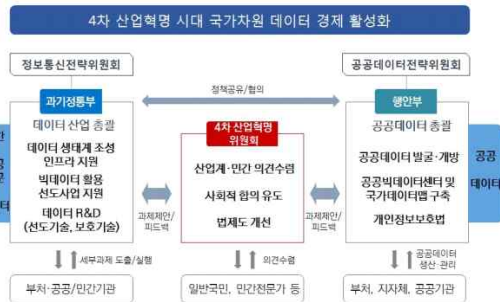 4차 산업혁명 시대 국가차원 데이터 경제 활성화
정보통신전략위원회
공공데이터전략위원회
과기정통부
정책공유/협의
행안부
데이터 산업 총괄
데이터 생태계 조성
인프라 지원
빅데이터 활용
선도사업 지원
데이터 R&D
(선도기술, 보호기술)
4차 산업혁명
위원회
산업계·민간 의견수렴
사회적 합의 유도
법제도 개선
공공데이터 총괄
공공데이터 발굴·개방
공공빅데이터센터 및
국가데이터맵 구축
개인정보보호법
공공
데이터
과제제안/
피드백
과제제안/
피드백
세부과제 도출/실행
의견수렴
공공데이터
생산·관리
부처·공공/민간기관
일반국민, 민간전문가 등
부처, 지자체, 공공기관